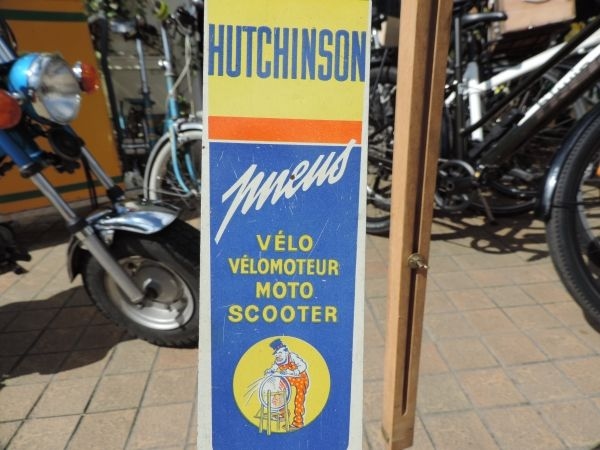 HUTCHINSON
pneus
VÉLO
VÉLOMOTEUR
MOTO
SCOOTER